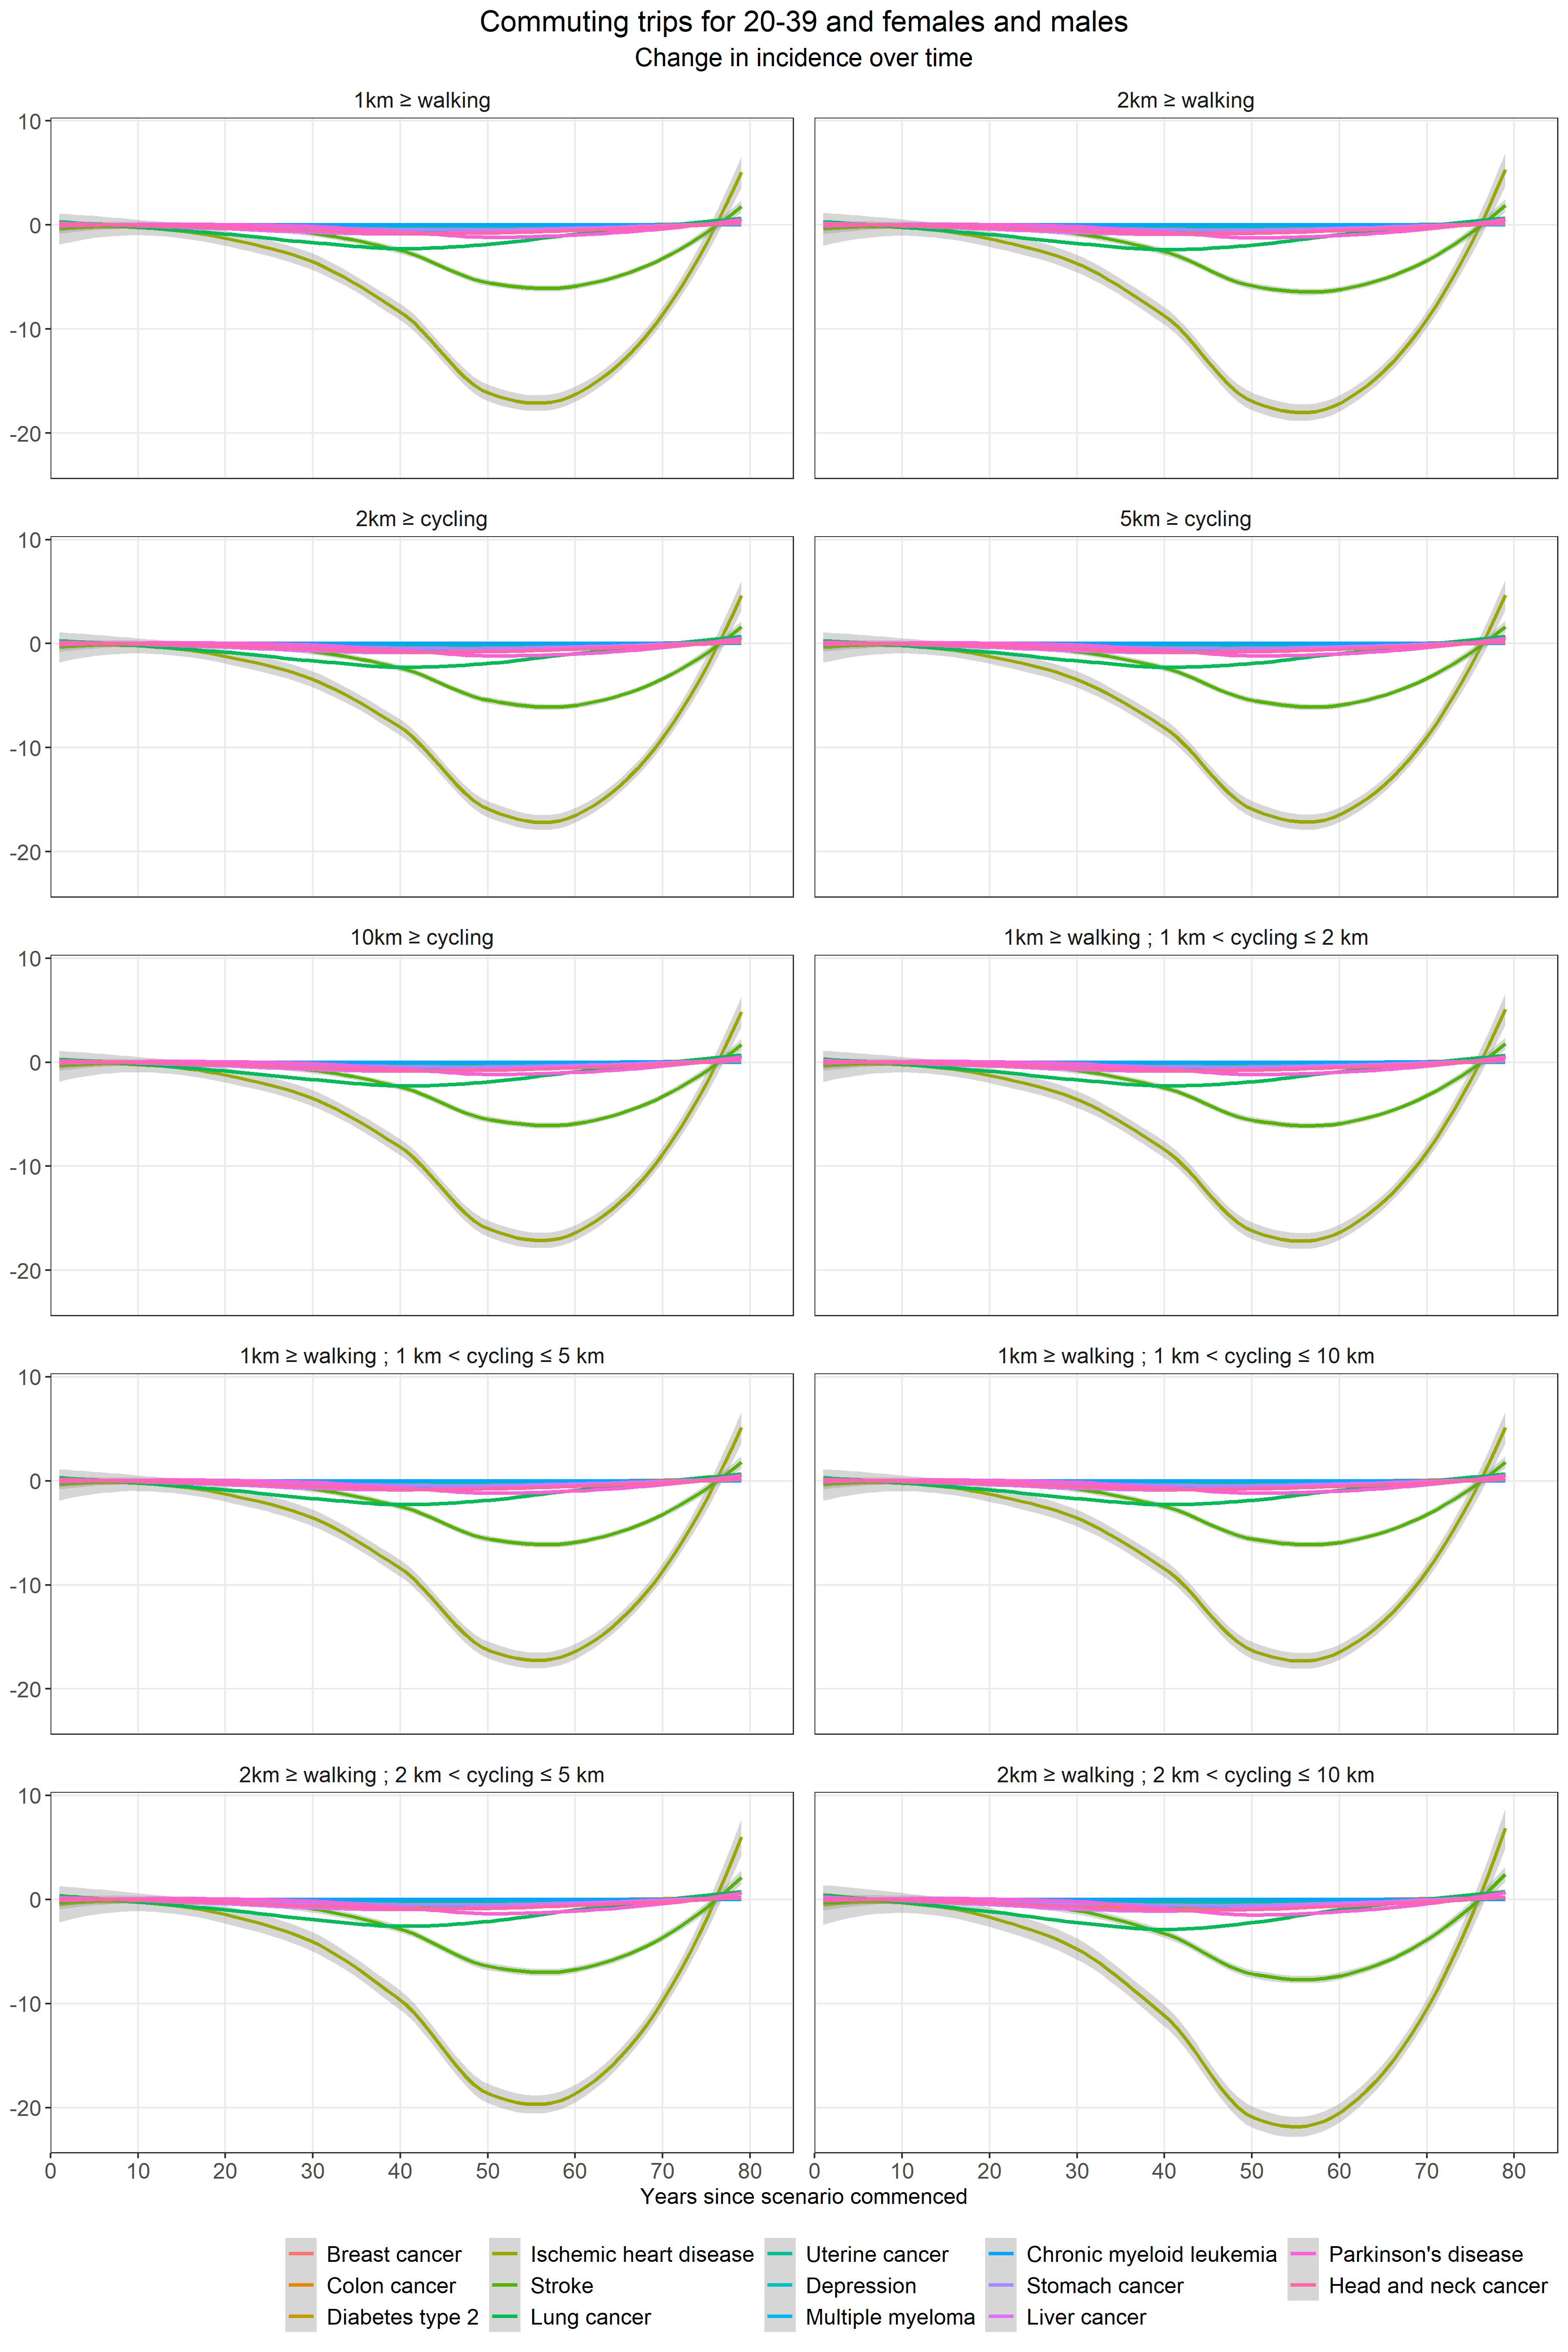 Commuting trips for 20-39 and females and males
Change in incidence over time
1km ≥ walking
2km ≥ walking
10
0
-10
-20
2km ≥ cycling
5km ≥ cycling
10
0
-10
-20
10km ≥ cycling
1km ≥ walking ; 1 km < cycling ≤ 2 km
10
0
-10
-20
1km ≥ walking ; 1 km < cycling ≤ 5 km
1km ≥ walking ; 1 km < cycling ≤ 10 km
10
0
-10
-20
2km ≥ walking ; 2 km < cycling ≤ 5 km
2km ≥ walking ; 2 km < cycling ≤ 10 km
10
0
-10
-20
0 10 20 30 40 50 60 70 80
0 10 20 30 40 50 60 70 80
Years since scenario commenced
Breast cancer
Colon cancer
Diabetes type 2
Ischemic heart disease
Stroke
Lung cancer
Uterine cancer
Depression
Multiple myeloma
Chronic myeloid leukemia
Stomach cancer
Liver cancer
Parkinson's disease
Head and neck cancer